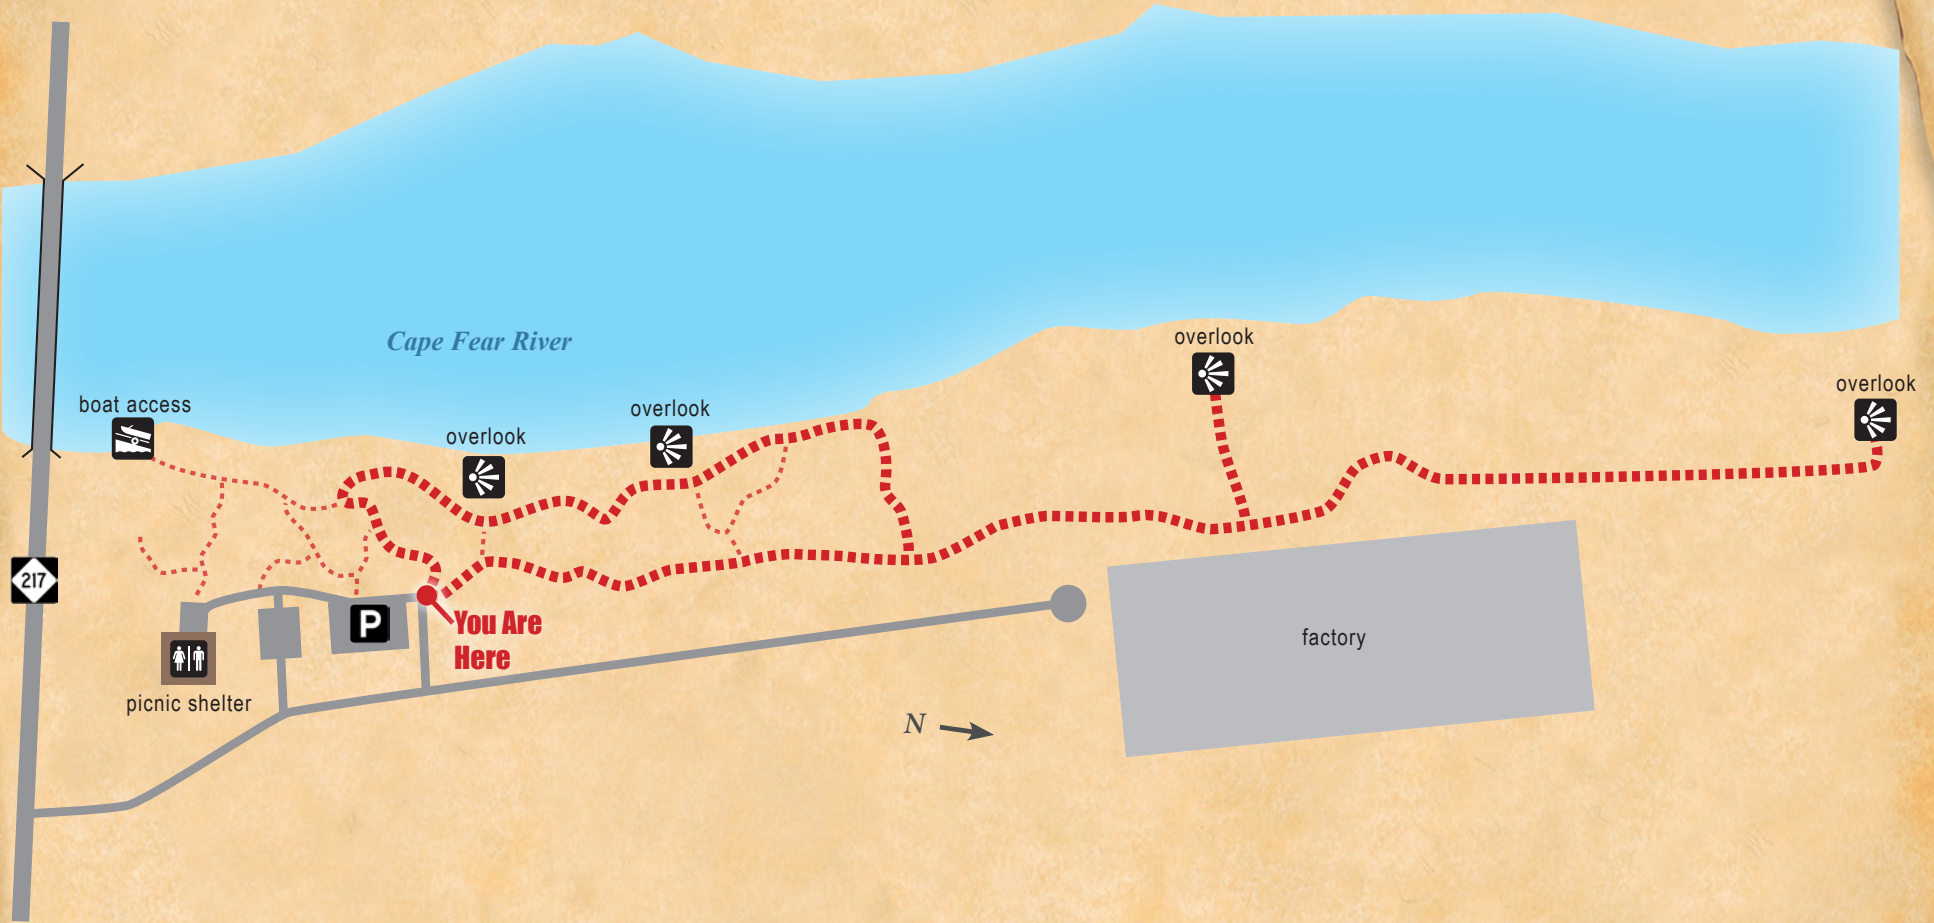 Cape Fear River
overlook
overlook
boat access
overlook
overlook
217
P
You Are
Here
factory
picnic shelter
N